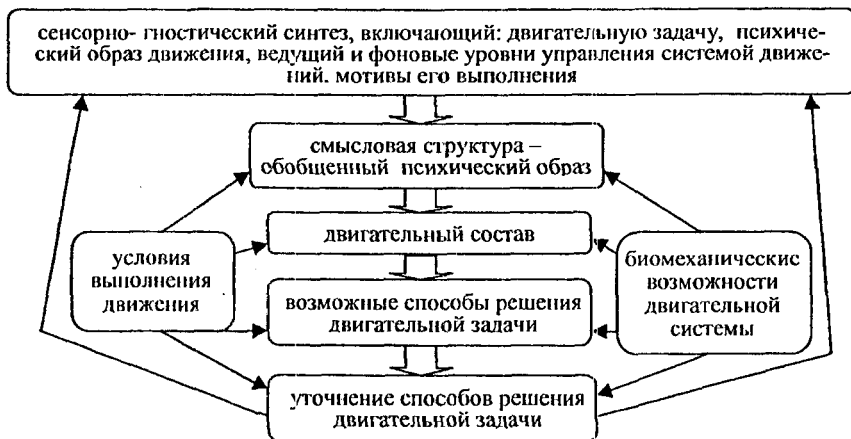 сенсорно- гностический синтез, включающий: двигательную задачу, психиче-
ский образ движения, ведущий и фоновые уровни управления системой движе-
ний. мотивы его выполнения
смысловая структура –
обобщенный психический образ
двигательный состав
условия
выполнения
движения
биомеханические
возможности
двигательной
системы
возможные способы решения
двигательной задачи
уточнение способов решения
двигательной задачи